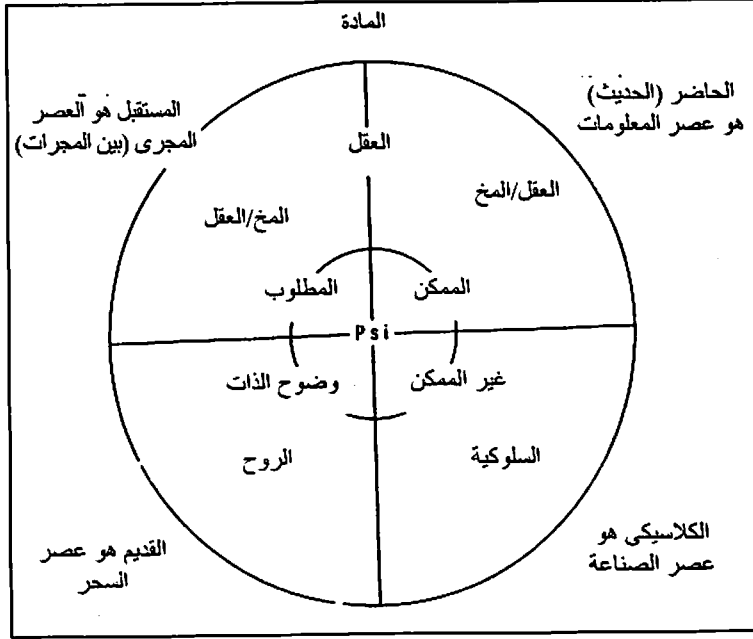 المادة
الحاضر (الحديث)
هو عصر المعلومات
المستقبل هو العصر
المجرى (بين المجرات)
العقل
العقل/المخ
المخ/العقل
الممكن
المطلوب
Psi
غير الممكن
وضوح الذات
السلوكية
الروح
الكلاسيكى هو
عصر الصناعة
القديم هو عصر
السحر